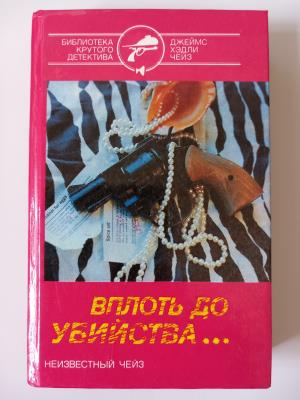 БИБЛИОТЕКА
КРУТОГО
ДЕТЕКТИВА
ДЖЕЙМС
ХЭДЛИ
ЧЕЙЗ
ВПЛОТЬ ДО
УБИЙСТВА...
НЕИЗВЕСТНЫЙ ЧЕЙЗ